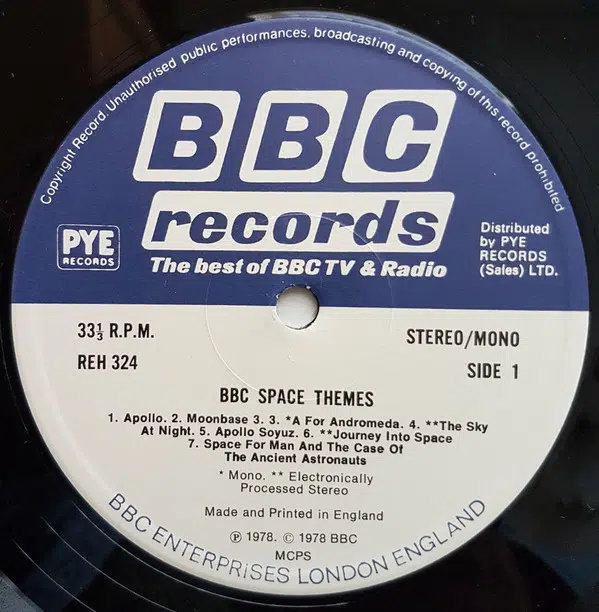 Copyright Record. Unauthorised public performances, broadcasting and copying of this record prohibited
BBC
records
The best of BBC TV & Radio
PYE
RECORDS
Distributed
by PYE
RECORDS
(Sales) LTD.
33⅓ R.P.M.
REH 324
STEREO/MONO
SIDE 1
BBC SPACE THEMES
1. Apollo. 2. Moonbase 3. 3. *A For Andromeda. 4. **The Sky
At Night. 5. Apollo Soyuz. 6. **Journey Into Space
7. Space For Man And The Case Of
The Ancient Astronauts
* Mono. ** Electronically
Processed Stereo
Made and Printed in England
℗ 1978. © 1978 BBC
MCPS
BBC ENTERPRISES LONDON ENGLAND